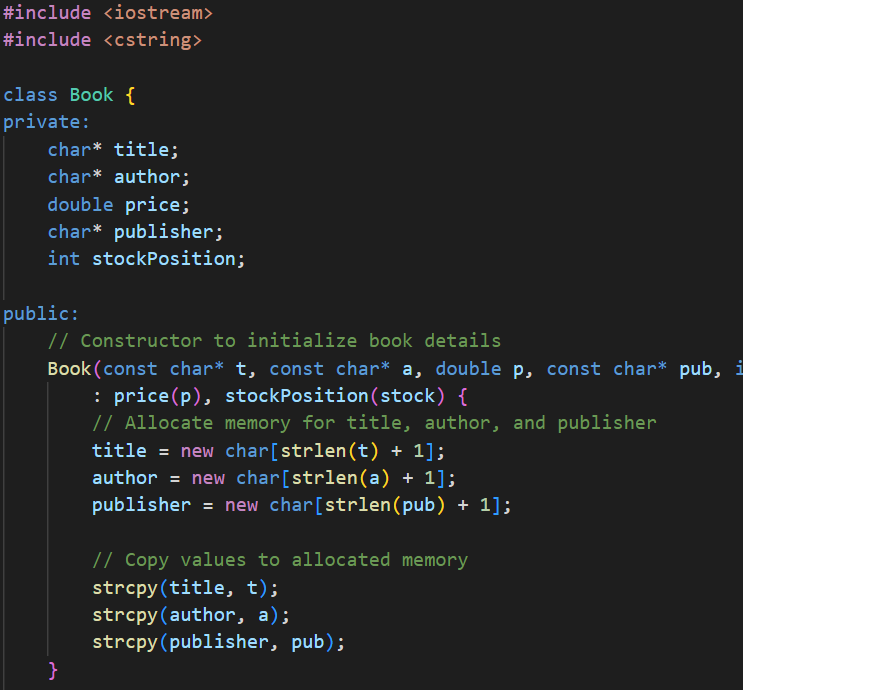 #include <iostream>
#include <cstring>

class Book {
private:
    char* title;
    char* author;
    double price;
    char* publisher;
    int stockPosition;

public:
    // Constructor to initialize book details
    Book(const char* t, const char* a, double p, const char* pub, i
        : price(p), stockPosition(stock) {
        // Allocate memory for title, author, and publisher
        title = new char[strlen(t) + 1];
        author = new char[strlen(a) + 1];
        publisher = new char[strlen(pub) + 1];

        // Copy values to allocated memory
        strcpy(title, t);
        strcpy(author, a);
        strcpy(publisher, pub);
    }